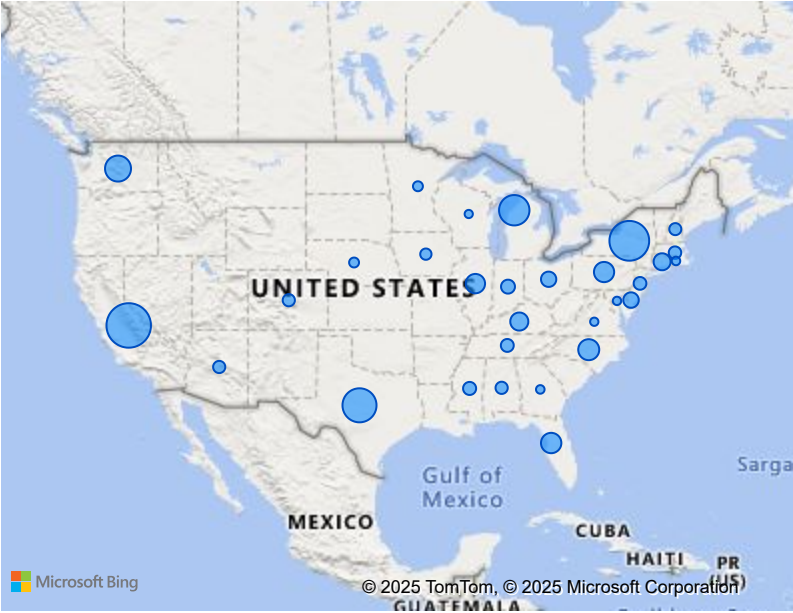 UNITED STATES
Gulf of
Mexico
Sarga
MEXICO
CUBA
HAITI
PR
(US)
Microsoft Bing
© 2025 TomTom, © 2025 Microsoft Corporation
GUATEMALA